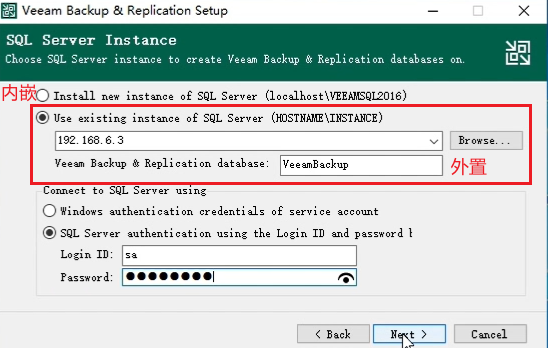 Veeam Backup & Replication Setup
SQL Server Instance
Choose SQL Server instance to create Veeam Backup & Replication databases on.
内嵌
Install new instance of SQL Server (localhost\VEEAMSQL2016)
Use existing instance of SQL Server (HOSTNAME\INSTANCE)
192.168.6.3
Browse...
Veeam Backup & Replication database:
VeeamBackup
外置
Connect to SQL Server using
Windows authentication credentials of service account
SQL Server authentication using the Login ID and password
Login ID:
sa
Password:
●●●●●●●●
< Back
Next >
Cancel